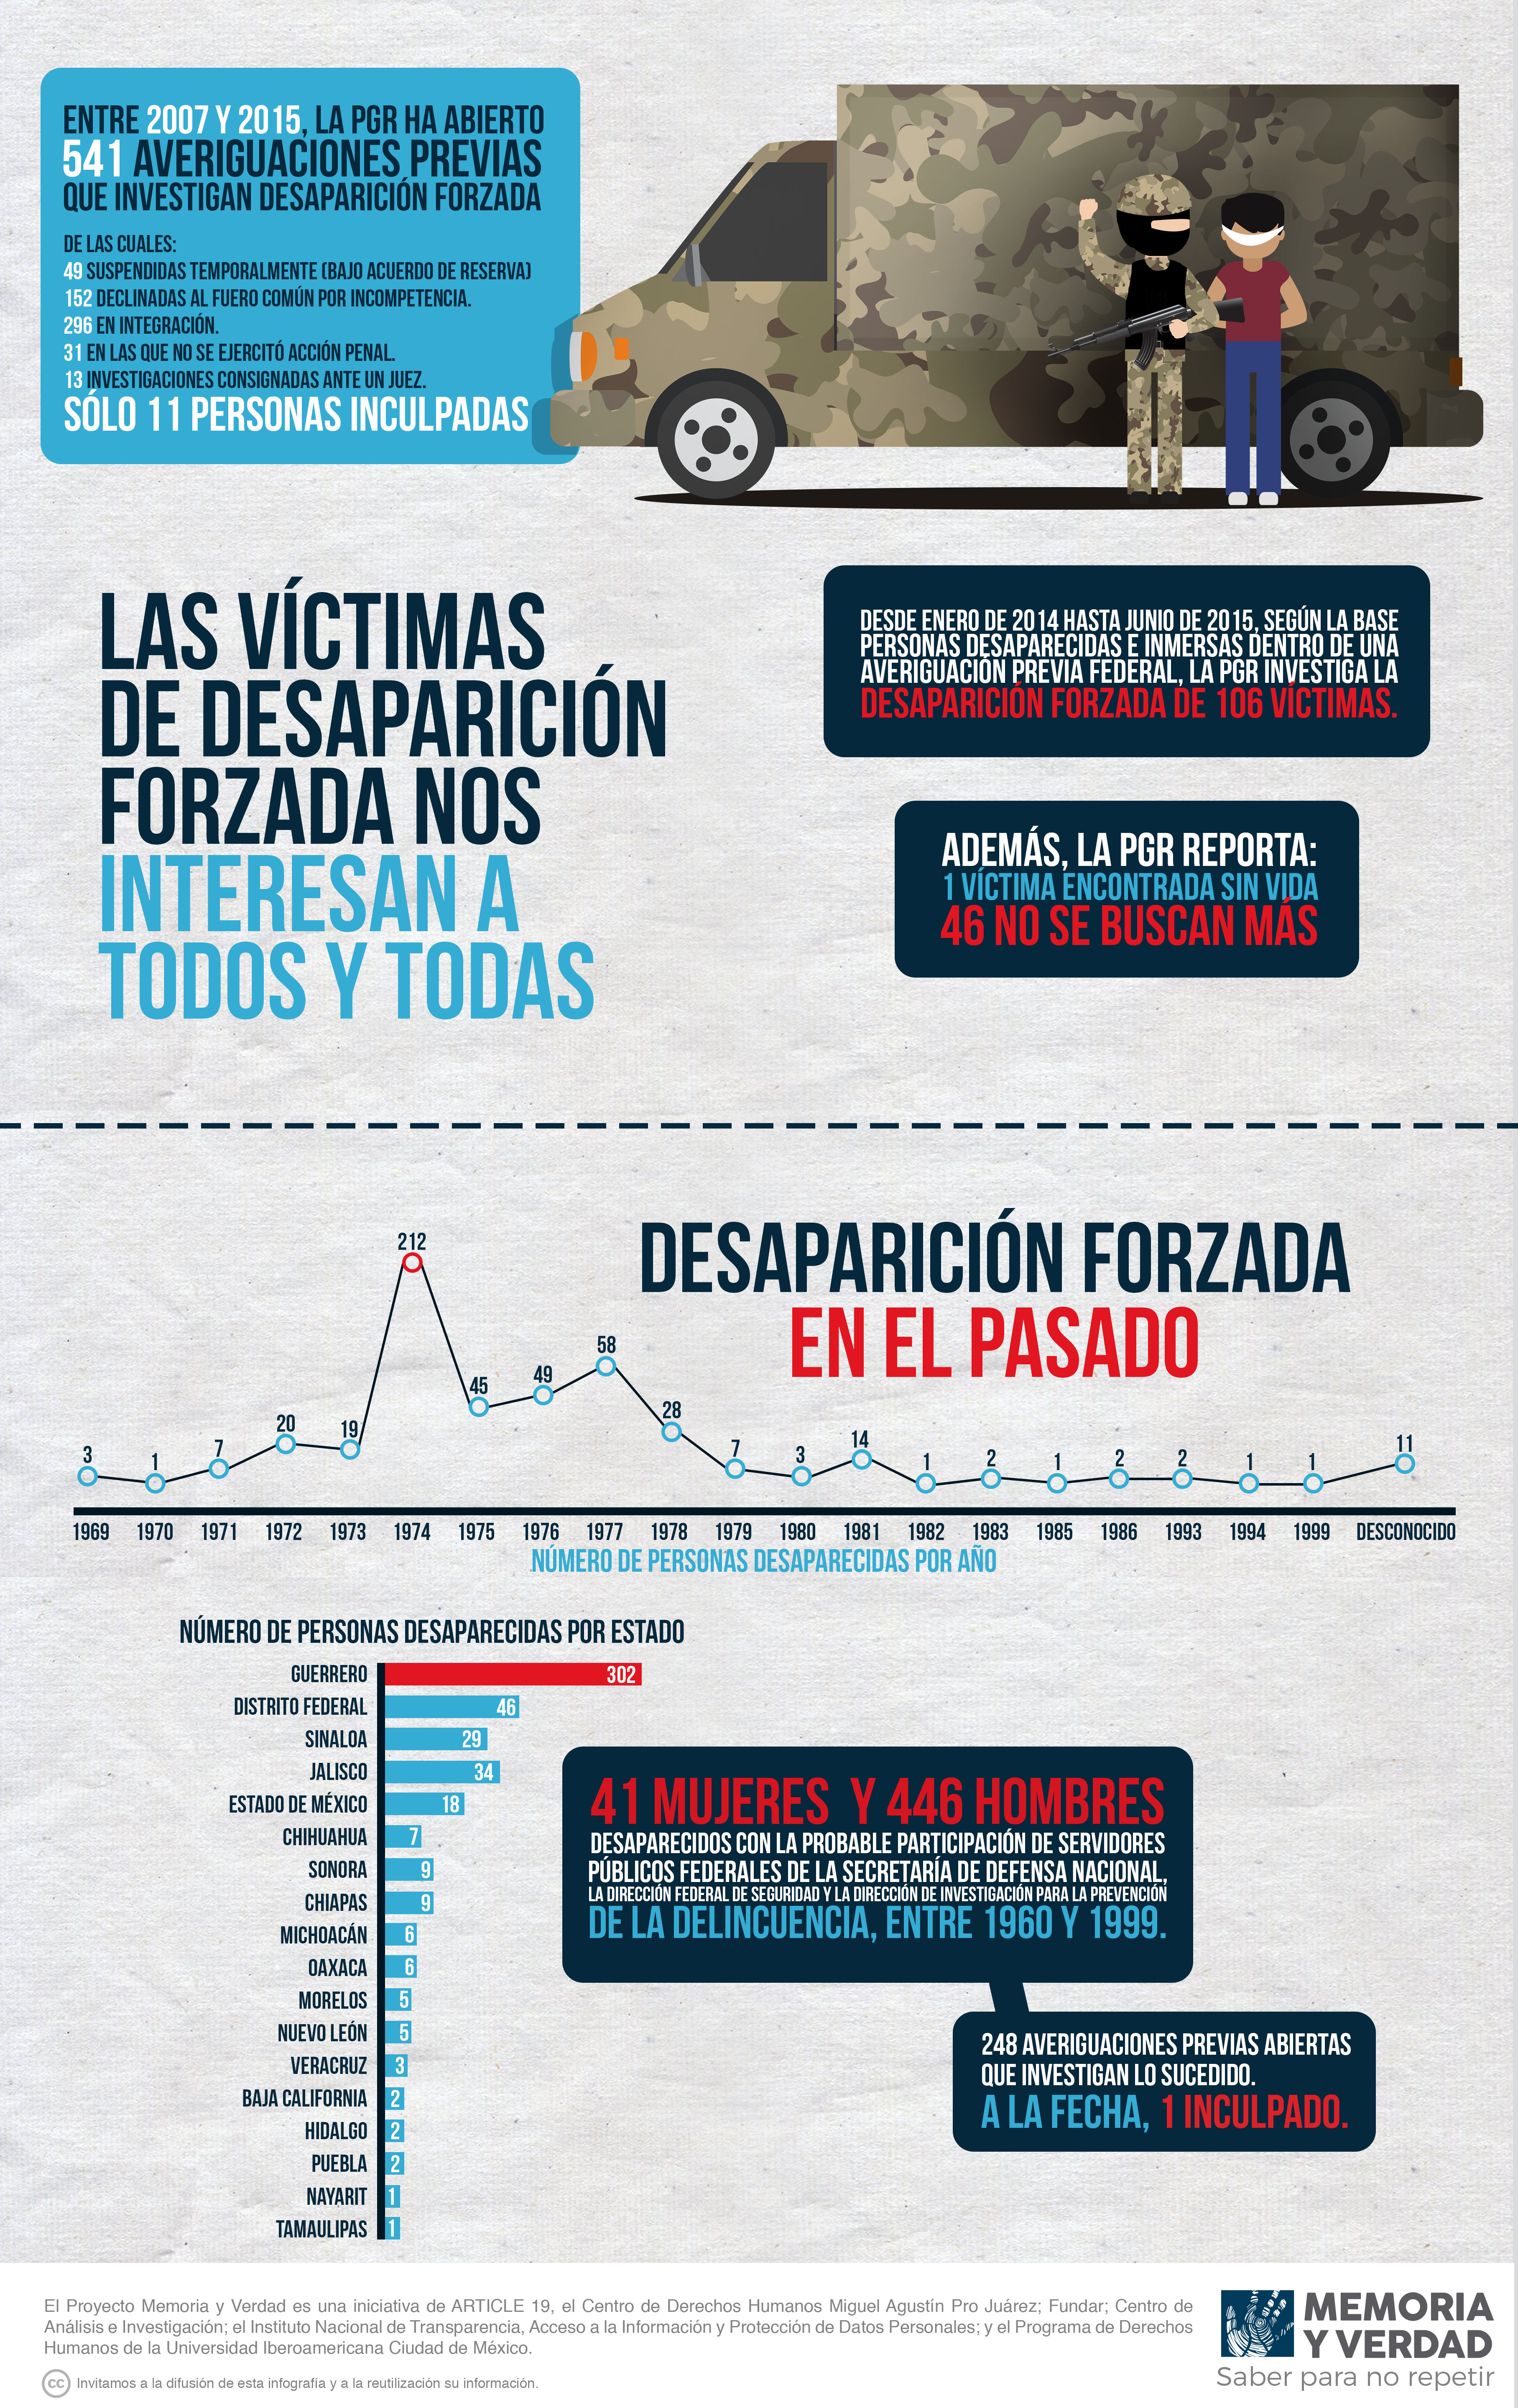 ENTRE 2007 Y 2015, LA PGR HA ABIERTO
541 AVERIGUACIONES PREVIAS
QUE INVESTIGAN DESAPARICIÓN FORZADA
DE LAS CUALES:
49 SUSPENDIDAS TEMPORALMENTE (BAJO ACUERDO DE RESERVA)
152 DECLINADAS AL FUERO COMÚN POR INCOMPETENCIA.
296 EN INTEGRACIÓN.
31 EN LAS QUE NO SE EJERCITÓ ACCIÓN PENAL.
13 INVESTIGACIONES CONSIGNADAS ANTE UN JUEZ.
SÓLO 11 PERSONAS INCULPADAS
LAS VÍCTIMAS
DE DESAPARICIÓN
FORZADA NOS
INTERESAN A
TODOS Y TODAS
DESDE ENERO DE 2014 HASTA JUNIO DE 2015, SEGÚN LA BASE
PERSONAS DESAPARECIDAS E INMERSAS DENTRO DE UNA
AVERIGUACIÓN PREVIA FEDERAL, LA PGR INVESTIGA LA
DESAPARICIÓN FORZADA DE 106 VÍCTIMAS.
ADEMÁS, LA PGR REPORTA:
1 VÍCTIMA ENCONTRADA SIN VIDA
46 NO SE BUSCAN MÁS
DESAPARICIÓN FORZADA
EN EL PASADO
3 1 7 20 19 212 45 49 58 28 7 3 14 1 2 1 2 2 1 1 11
1969 1970 1971 1972 1973 1974 1975 1976 1977 1978 1979 1980 1981 1982 1983 1985 1986 1993 1994 1999 DESCONOCIDO
NÚMERO DE PERSONAS DESAPARECIDAS POR AÑO
NÚMERO DE PERSONAS DESAPARECIDAS POR ESTADO
GUERRERO 302
DISTRITO FEDERAL 46
SINALOA 29
JALISCO 34
ESTADO DE MÉXICO 18
CHIHUAHUA 7
SONORA 9
CHIAPAS 9
MICHOACÁN 6
OAXACA 6
MORELOS 5
NUEVO LEÓN 5
VERACRUZ 3
BAJA CALIFORNIA 2
HIDALGO 2
PUEBLA 2
NAYARIT 1
TAMAULIPAS 1
41 MUJERES Y 446 HOMBRES
DESAPARECIDOS CON LA PROBABLE PARTICIPACIÓN DE SERVIDORES
PÚBLICOS FEDERALES DE LA SECRETARÍA DE DEFENSA NACIONAL,
LA DIRECCIÓN FEDERAL DE SEGURIDAD Y LA DIRECCIÓN DE INVESTIGACIÓN PARA LA PREVENCIÓN
DE LA DELINCUENCIA, ENTRE 1960 Y 1999.
248 AVERIGUACIONES PREVIAS ABIERTAS
QUE INVESTIGAN LO SUCEDIDO.
A LA FECHA, 1 INCULPADO.
El Proyecto Memoria y Verdad es una iniciativa de ARTICLE 19, el Centro de Derechos Humanos Miguel Agustín Pro Juárez; Fundar; Centro de
Análisis e Investigación; el Instituto Nacional de Transparencia, Acceso a la Información y Protección de Datos Personales; y el Programa de Derechos
Humanos de la Universidad Iberoamericana Ciudad de México.
cc Invitamos a la difusión de esta infografía y a la reutilización su información.
MEMORIA
Y VERDAD
Saber para no repetir